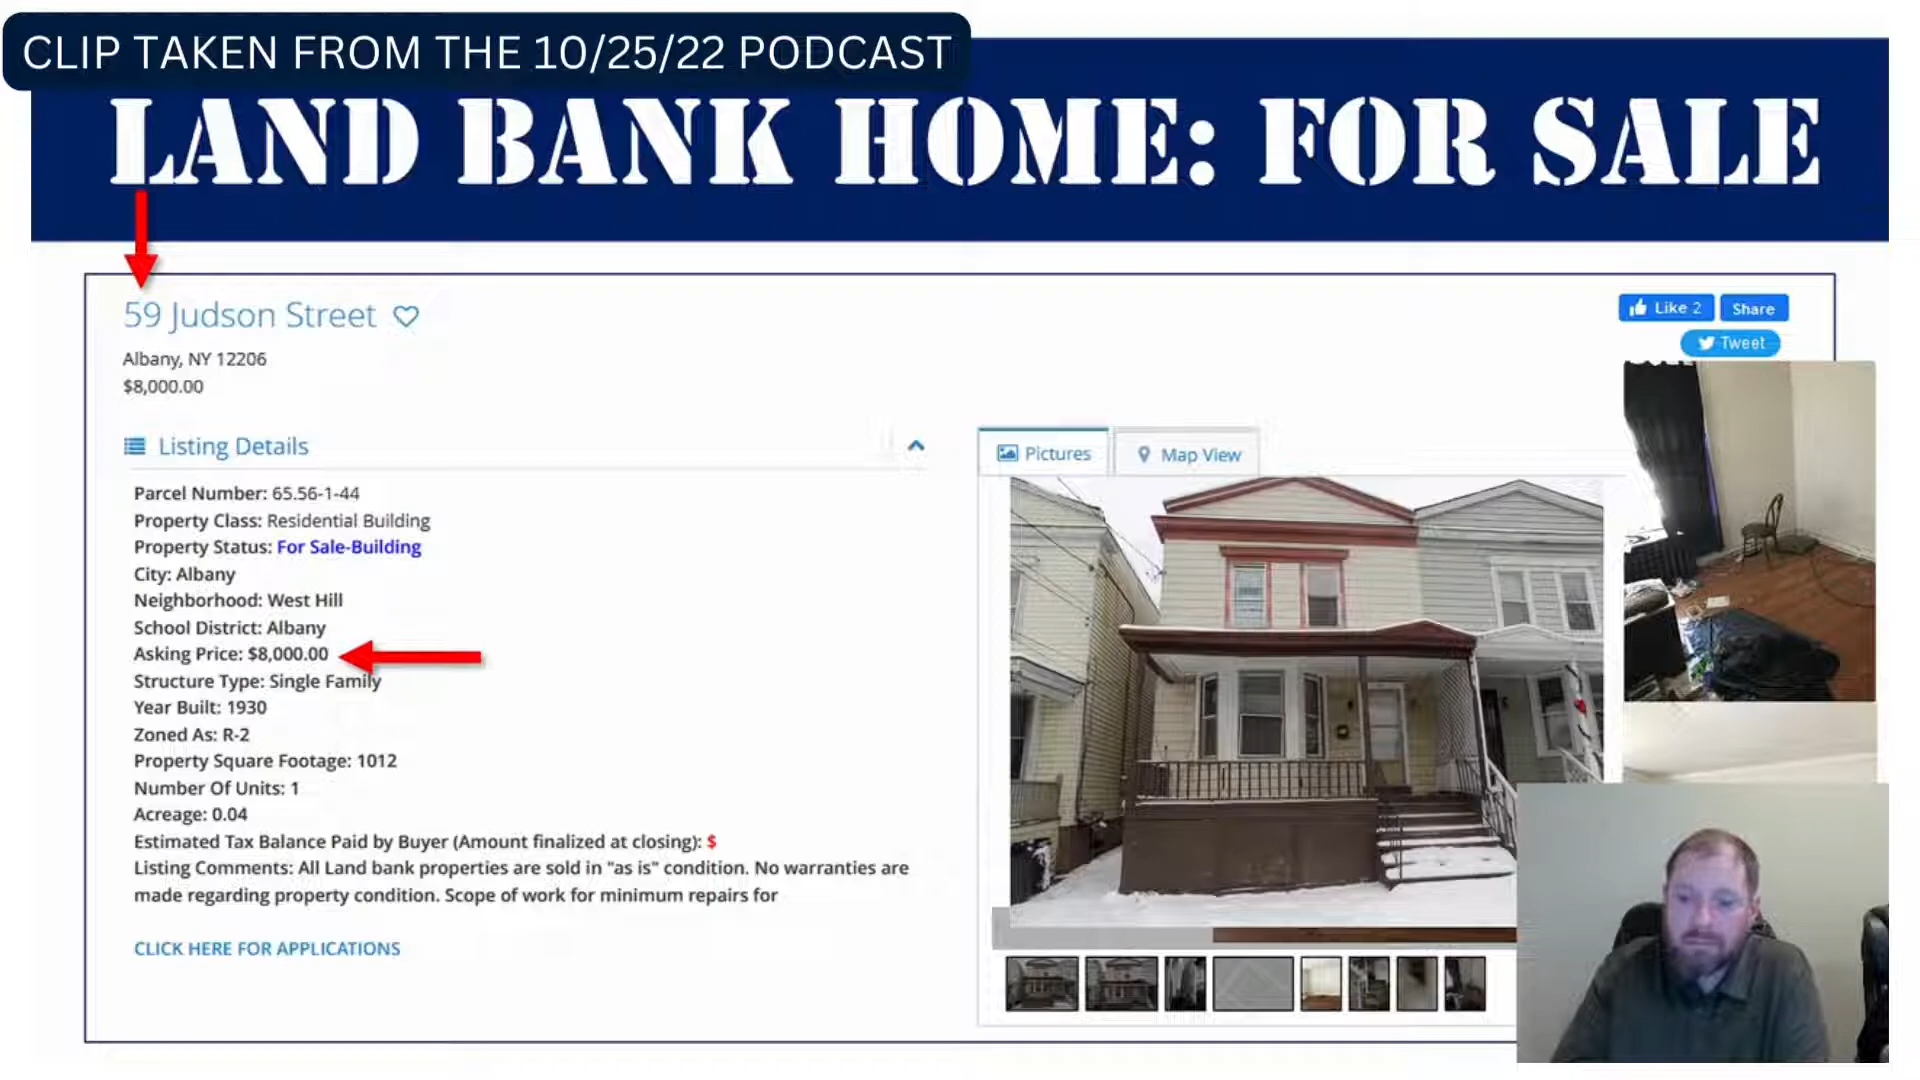 CLIP TAKEN FROM THE 10/25/22 PODCAST
LAND BANK HOME: FOR SALE
59 Judson Street
Albany, NY 12206
$8,000.00
Like 2
Share
Tweet
Listing Details
Parcel Number: 65.56-1-44
Property Class: Residential Building
Property Status: For Sale-Building
City: Albany
Neighborhood: West Hill
School District: Albany
Asking Price: $8,000.00
Structure Type: Single Family
Year Built: 1930
Zoned As: R-2
Property Square Footage: 1012
Number Of Units: 1
Acreage: 0.04
Estimated Tax Balance Paid by Buyer (Amount finalized at closing): $
Listing Comments: All Land bank properties are sold in "as is" condition. No warranties are
made regarding property condition. Scope of work for minimum repairs for
CLICK HERE FOR APPLICATIONS
Pictures
Map View